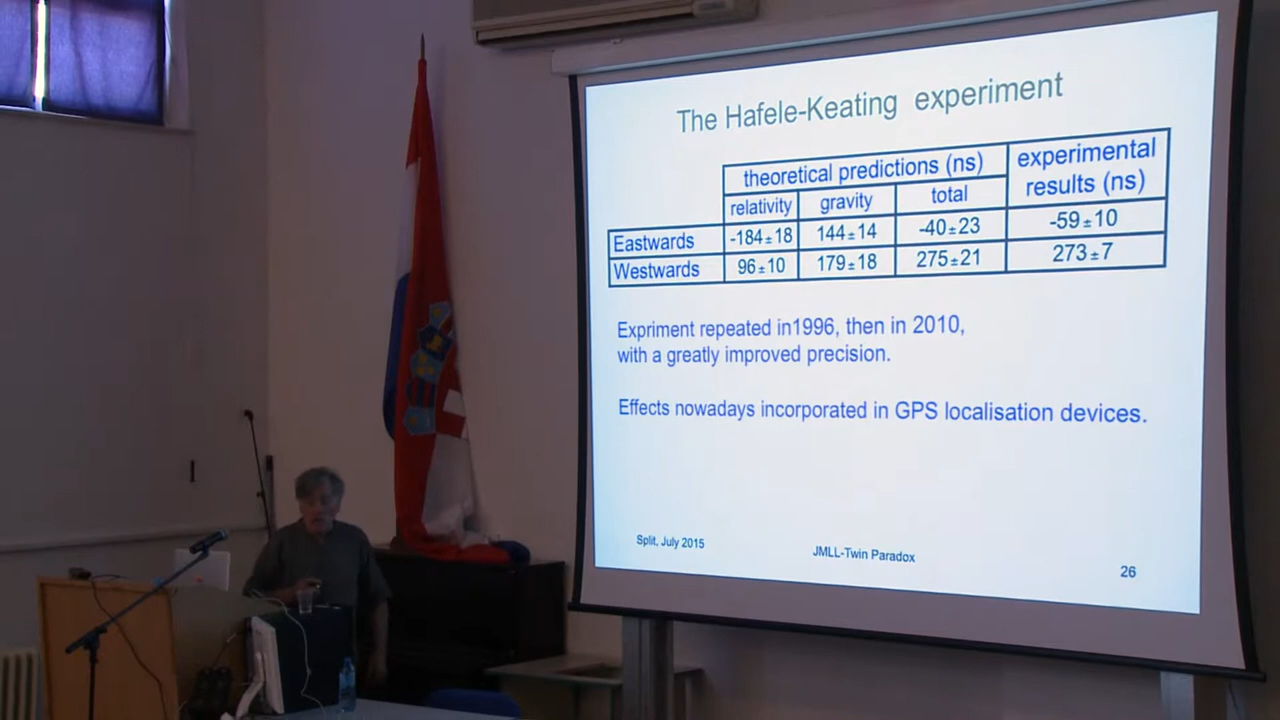 The Hafele-Keating experiment
theoretical predictions (ns)
experimental
results (ns)
relativity gravity total
Eastwards -184±18 144±14 -40±23 -59±10
Westwards 96±10 179±18 275±21 273±7
Expriment repeated in1996, then in 2010,
with a greatly improved precision.
Effects nowadays incorporated in GPS localisation devices.
Split, July 2015 JMLL-Twin Paradox 26